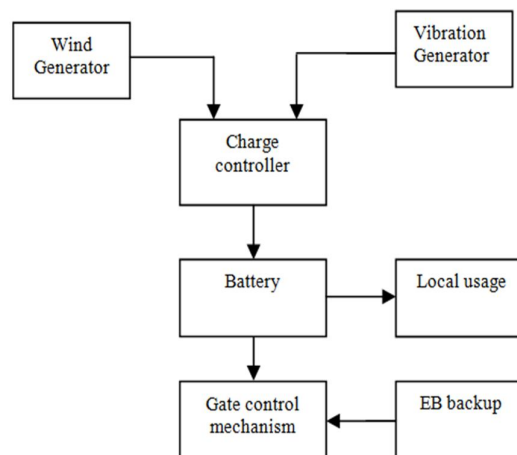 Wind
Generator
Vibration
Generator
Charge
controller
Battery
Local usage
Gate control
mechanism
EB backup